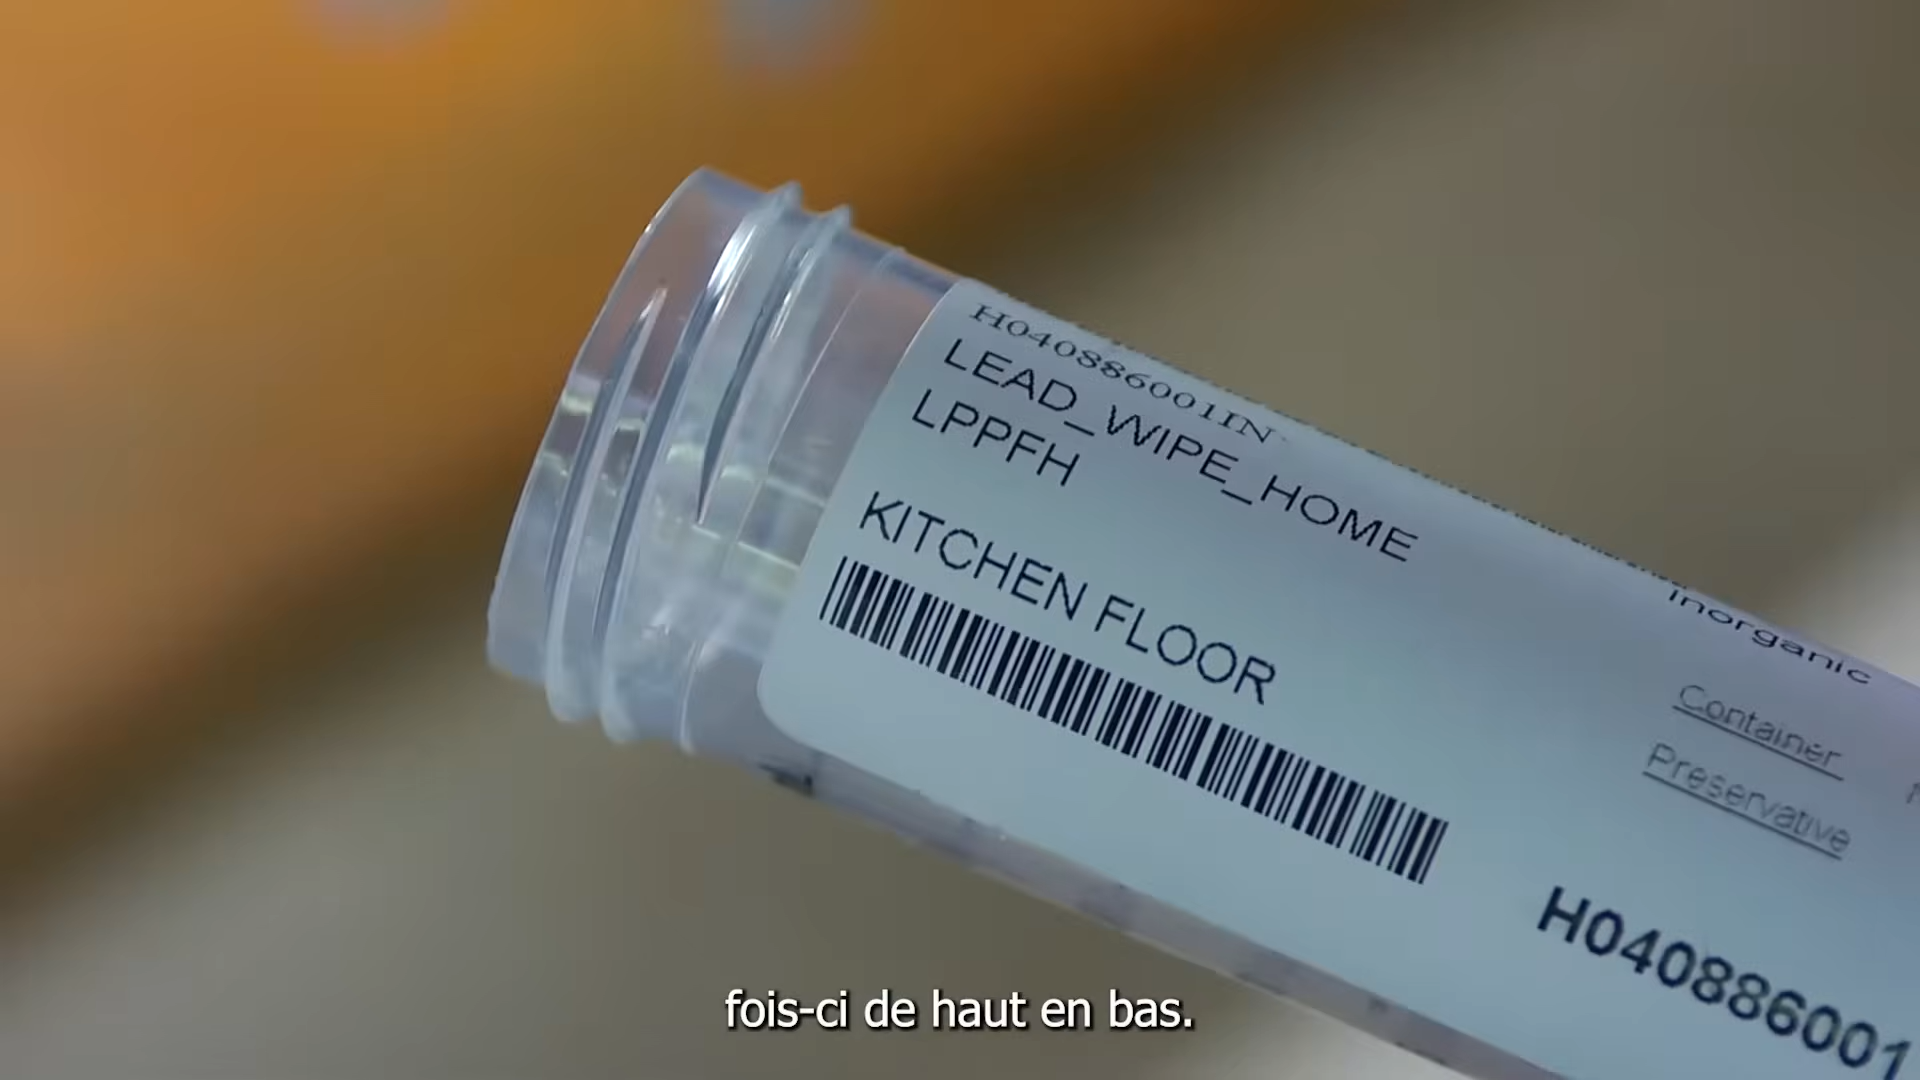 H040886001IN
LEAD_WIPE_HOME
LPPFH
KITCHEN FLOOR
inorganic
Container
Preservative
H040886001
fois-ci de haut en bas.